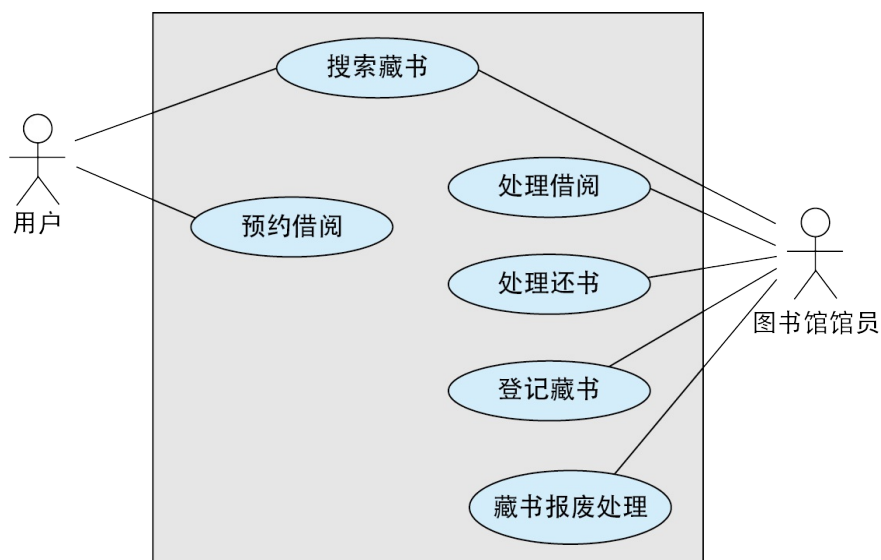 搜索藏书
处理借阅
用户
预约借阅
处理还书
图书馆馆员
登记藏书
藏书报废处理